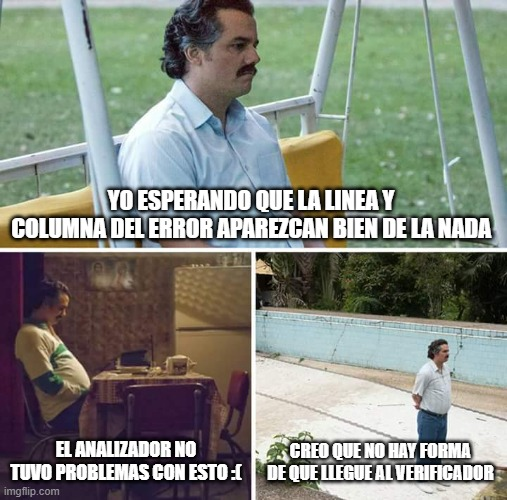 YO ESPERANDO QUE LA LINEA Y
COLUMNA DEL ERROR APAREZCAN BIEN DE LA NADA
EL ANALIZADOR NO
TUVO PROBLEMAS CON ESTO :(
CREO QUE NO HAY FORMA
DE QUE LLEGUE AL VERIFICADOR
imgflip.com